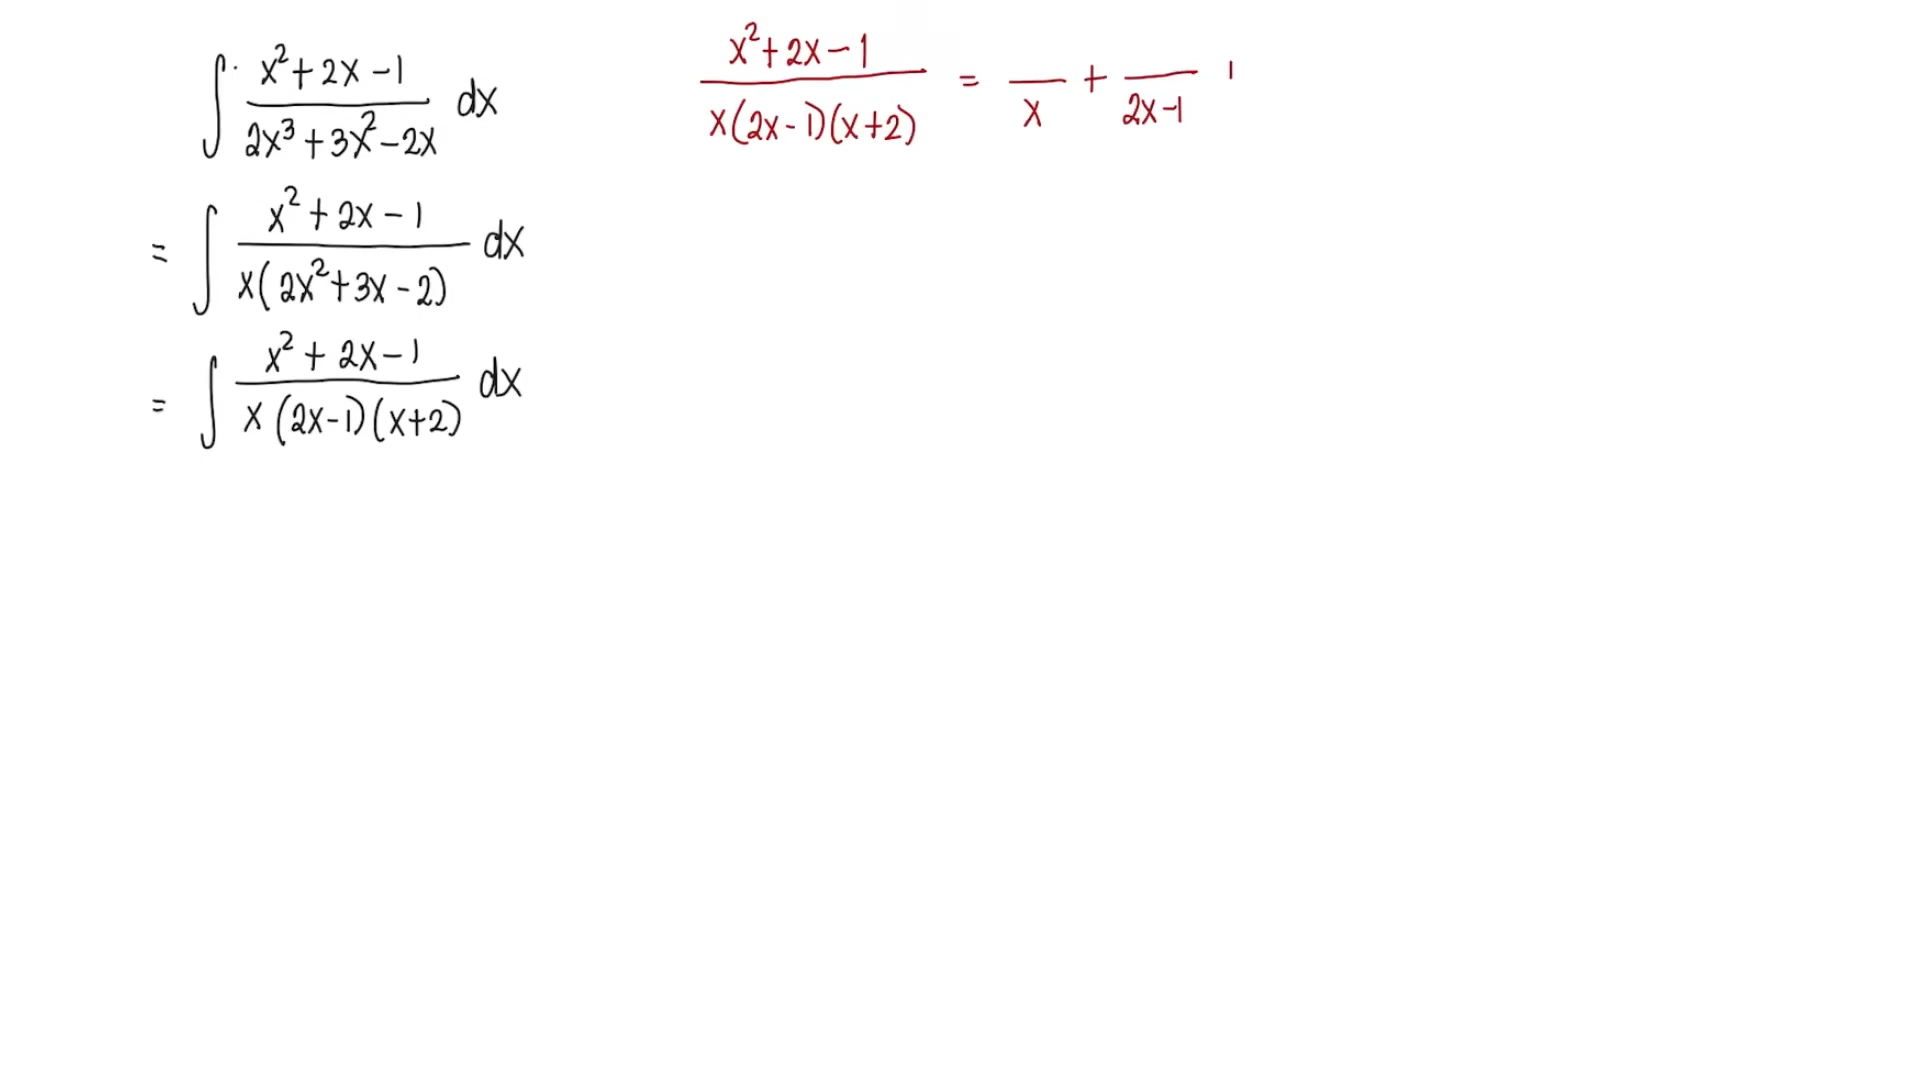 ∫ (x² + 2x − 1)/(2x³ + 3x² − 2x) dx
= ∫ (x² + 2x − 1)/(x(2x² + 3x − 2)) dx
= ∫ (x² + 2x − 1)/(x(2x−1)(x+2)) dx
(x² + 2x − 1)/(x(2x−1)(x+2)) = /x + /(2x−1)